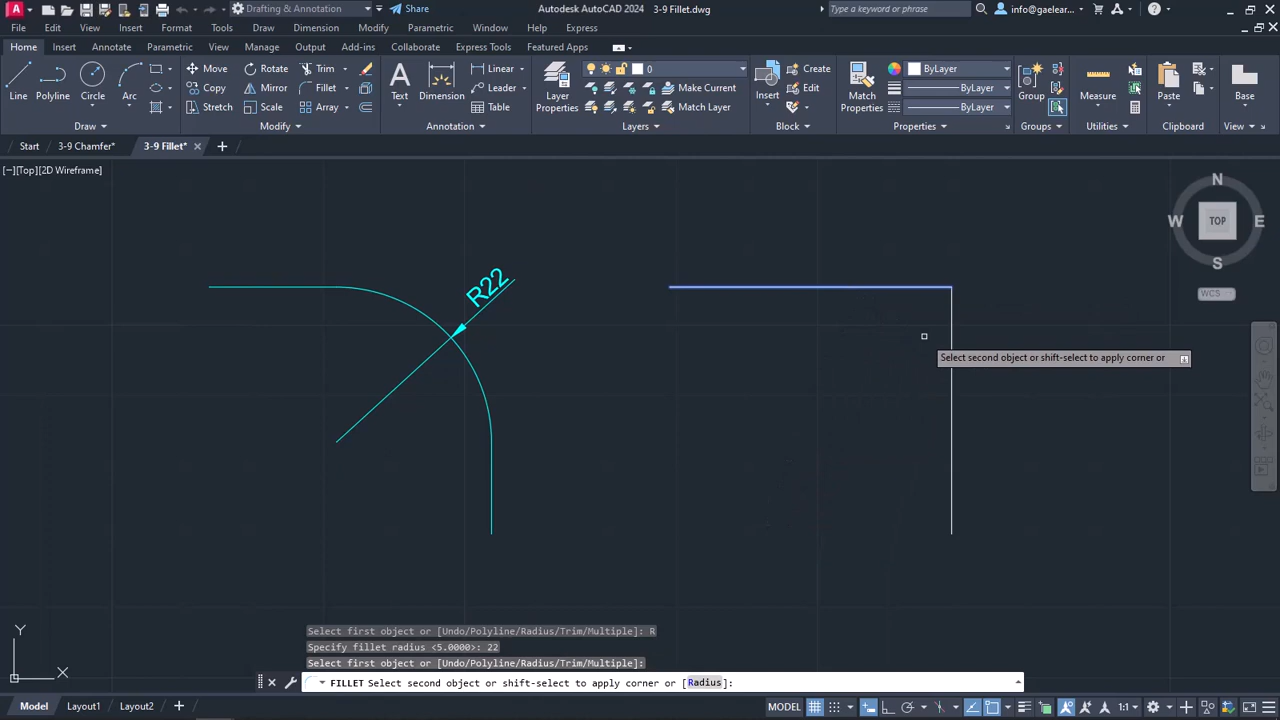 Drafting & Annotation
Share
Autodesk AutoCAD 2024
3-9 Fillet.dwg
Type a keyword or phrase
info@gaelear...
File
Edit
View
Insert
Format
Tools
Draw
Dimension
Modify
Parametric
Window
Help
Express
Home
Insert
Annotate
Parametric
View
Manage
Output
Add-ins
Collaborate
Express Tools
Featured Apps
Line
Polyline
Circle
Arc
Move
Rotate
Trim
Copy
Mirror
Fillet
Stretch
Scale
Array
Text
Dimension
Linear
Leader
Table
Layer
Properties
0
Make Current
Match Layer
Insert
Create
Edit
Match
Properties
ByLayer
ByLayer
ByLayer
Group
Measure
Paste
Base
Draw
Modify
Annotation
Layers
Block
Properties
Groups
Utilities
Clipboard
View
Start
3-9 Chamfer*
3-9 Fillet*
[−][Top][2D Wireframe]
N
W
TOP
E
S
WCS
R22
Select second object or shift-select to apply corner or
Y
X
Select first object or [Undo/Polyline/Radius/Trim/Multiple]: R
Specify fillet radius <5.0000>: 22
Select first object or [Undo/Polyline/Radius/Trim/Multiple]:
FILLET Select second object or shift-select to apply corner or [Radius]:
Model
Layout1
Layout2
MODEL
1:1